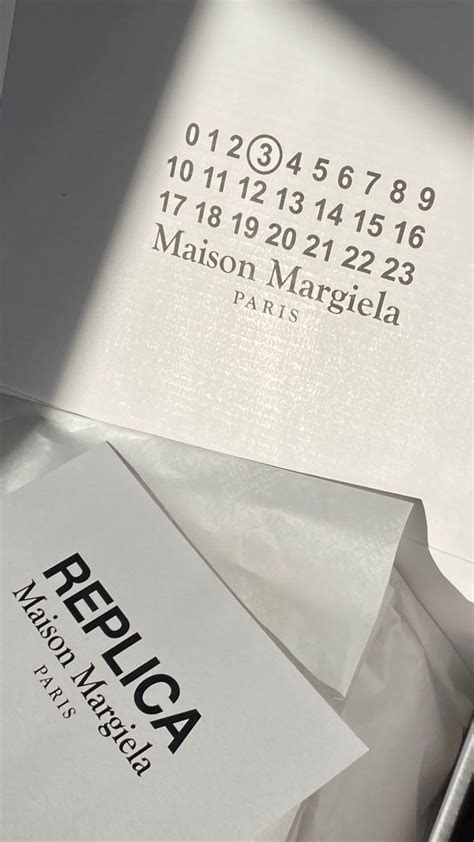 0 1 2 3 4 5 6 7 8 9
10 11 12 13 14 15 16
17 18 19 20 21 22 23
Maison Margiela
PARIS
REPLICA
Maison Margiela
PARIS